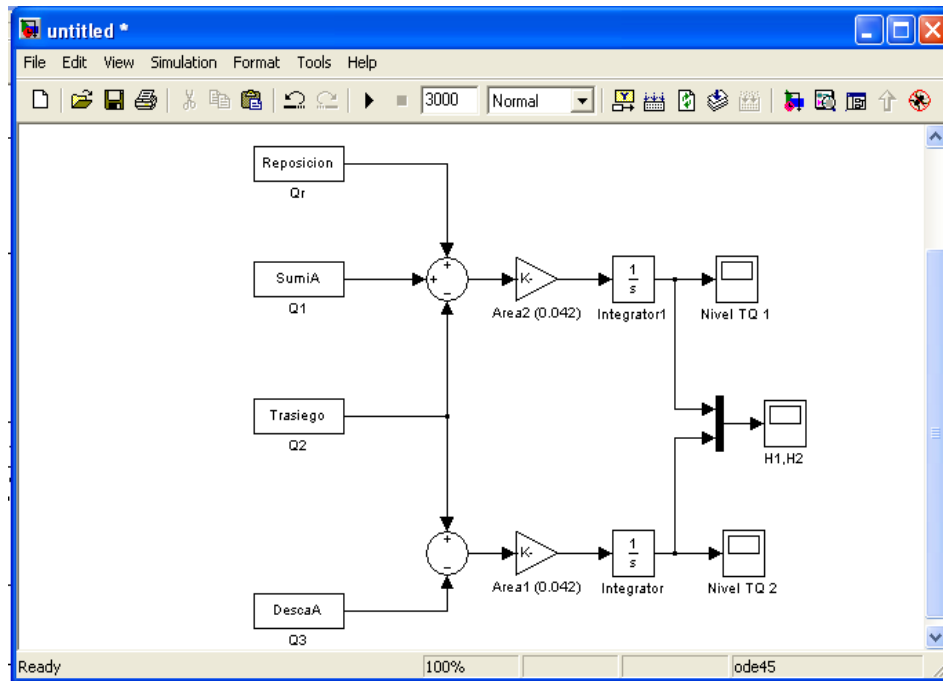 untitled *
File Edit View Simulation Format Tools Help
3000 Normal
Reposicion
Qr
SumiA
Q1
+
+
−
K-
Area2 (0.042)
1
s
Integrator1
Nivel TQ 1
Trasiego
Q2
H1,H2
+
−
K-
Area1 (0.042)
1
s
Integrator
Nivel TQ 2
DescaA
Q3
Ready 100% ode45